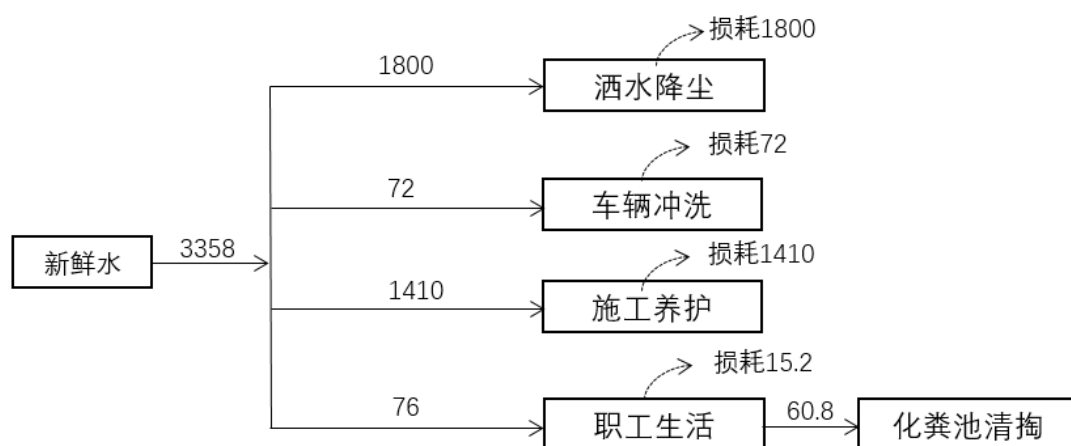 损耗1800
1800
洒水降尘
损耗72
72
车辆冲洗
新鲜水
3358
损耗1410
1410
施工养护
损耗15.2
76
职工生活
60.8
化粪池清掏